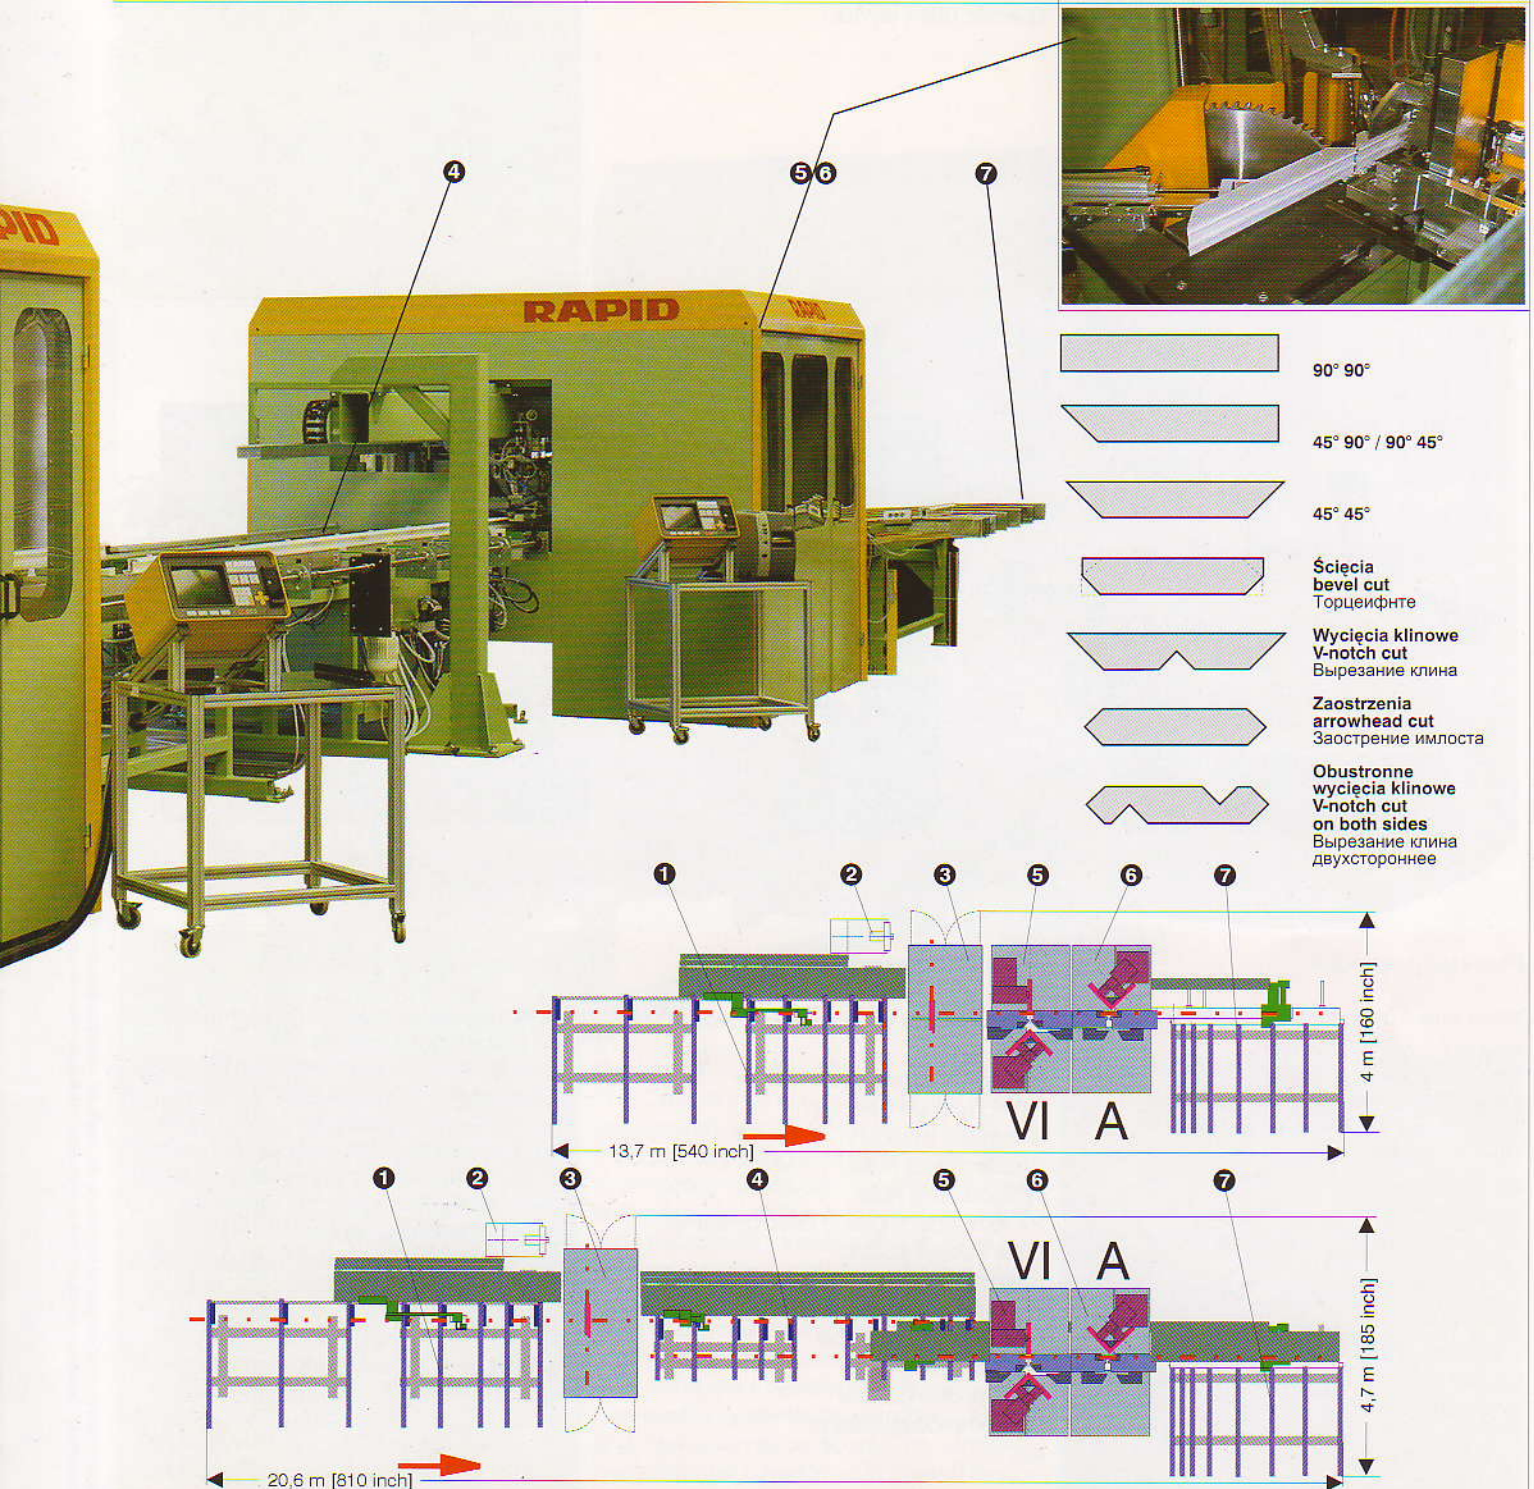 4
5 6
7
PID
RAPID
RAPID
90° 90°
45° 90° / 90° 45°
45° 45°
Ścięcia
bevel cut
Торцеифнте
Wycięcia klinowe
V-notch cut
Вырезание клина
Zaostrzenia
arrowhead cut
Заострение имлоста
Obustronne
wycięcia klinowe
V-notch cut
on both sides
Вырезание клина
двухстороннее
1 2 3 5 6 7
4 m [160 inch]
VI A
13,7 m [540 inch]
1 2 3 4 5 6 7
VI A
4,7 m [185 inch]
20,6 m [810 inch]